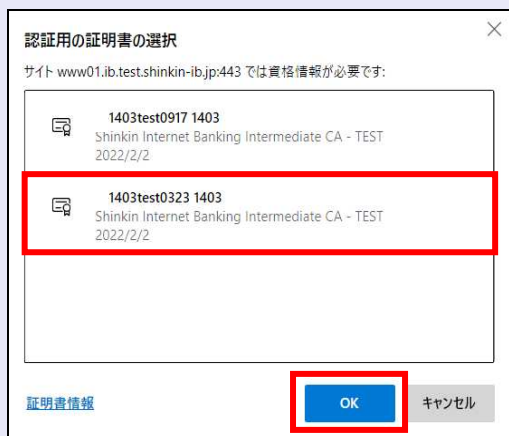 認証用の証明書の選択
サイト www01.ib.test.shinkin-ib.jp:443 では資格情報が必要です:
1403test0917 1403
Shinkin Internet Banking Intermediate CA - TEST
2022/2/2
1403test0323 1403
Shinkin Internet Banking Intermediate CA - TEST
2022/2/2
証明書情報
OK
キャンセル